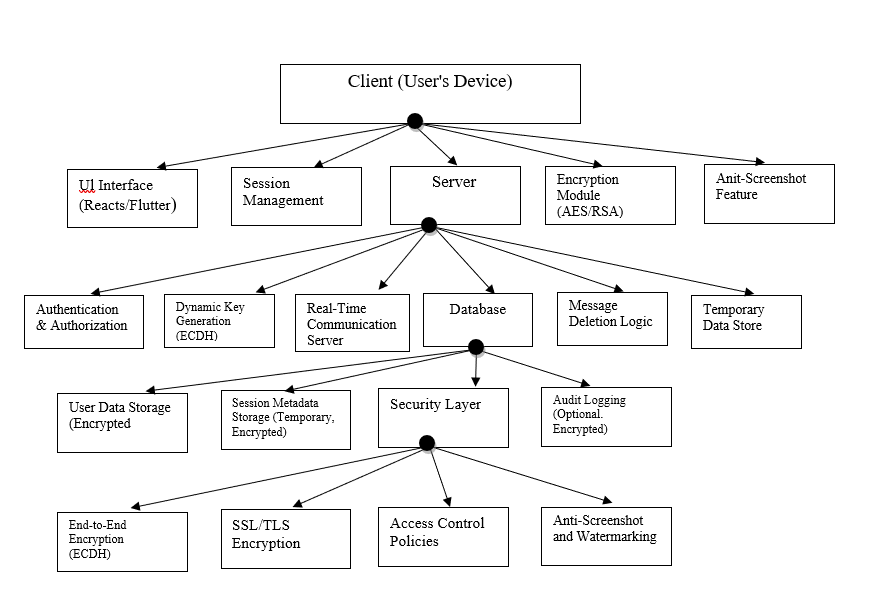 Client (User's Device)
Ul Interface
(Reacts/Flutter)
Session
Management
Server
Encryption
Module
(AES/RSA)
Anit-Screenshot
Feature
Authentication
& Authorization
Dynamic Key
Generation
(ECDH)
Real-Time
Communication
Server
Database
Message
Deletion Logic
Temporary
Data Store
User Data Storage
(Encrypted
Session Metadata
Storage (Temporary,
Encrypted)
Security Layer
Audit Logging
(Optional.
Encrypted)
End-to-End
Encryption
(ECDH)
SSL/TLS
Encryption
Access Control
Policies
Anti-Screenshot
and Watermarking